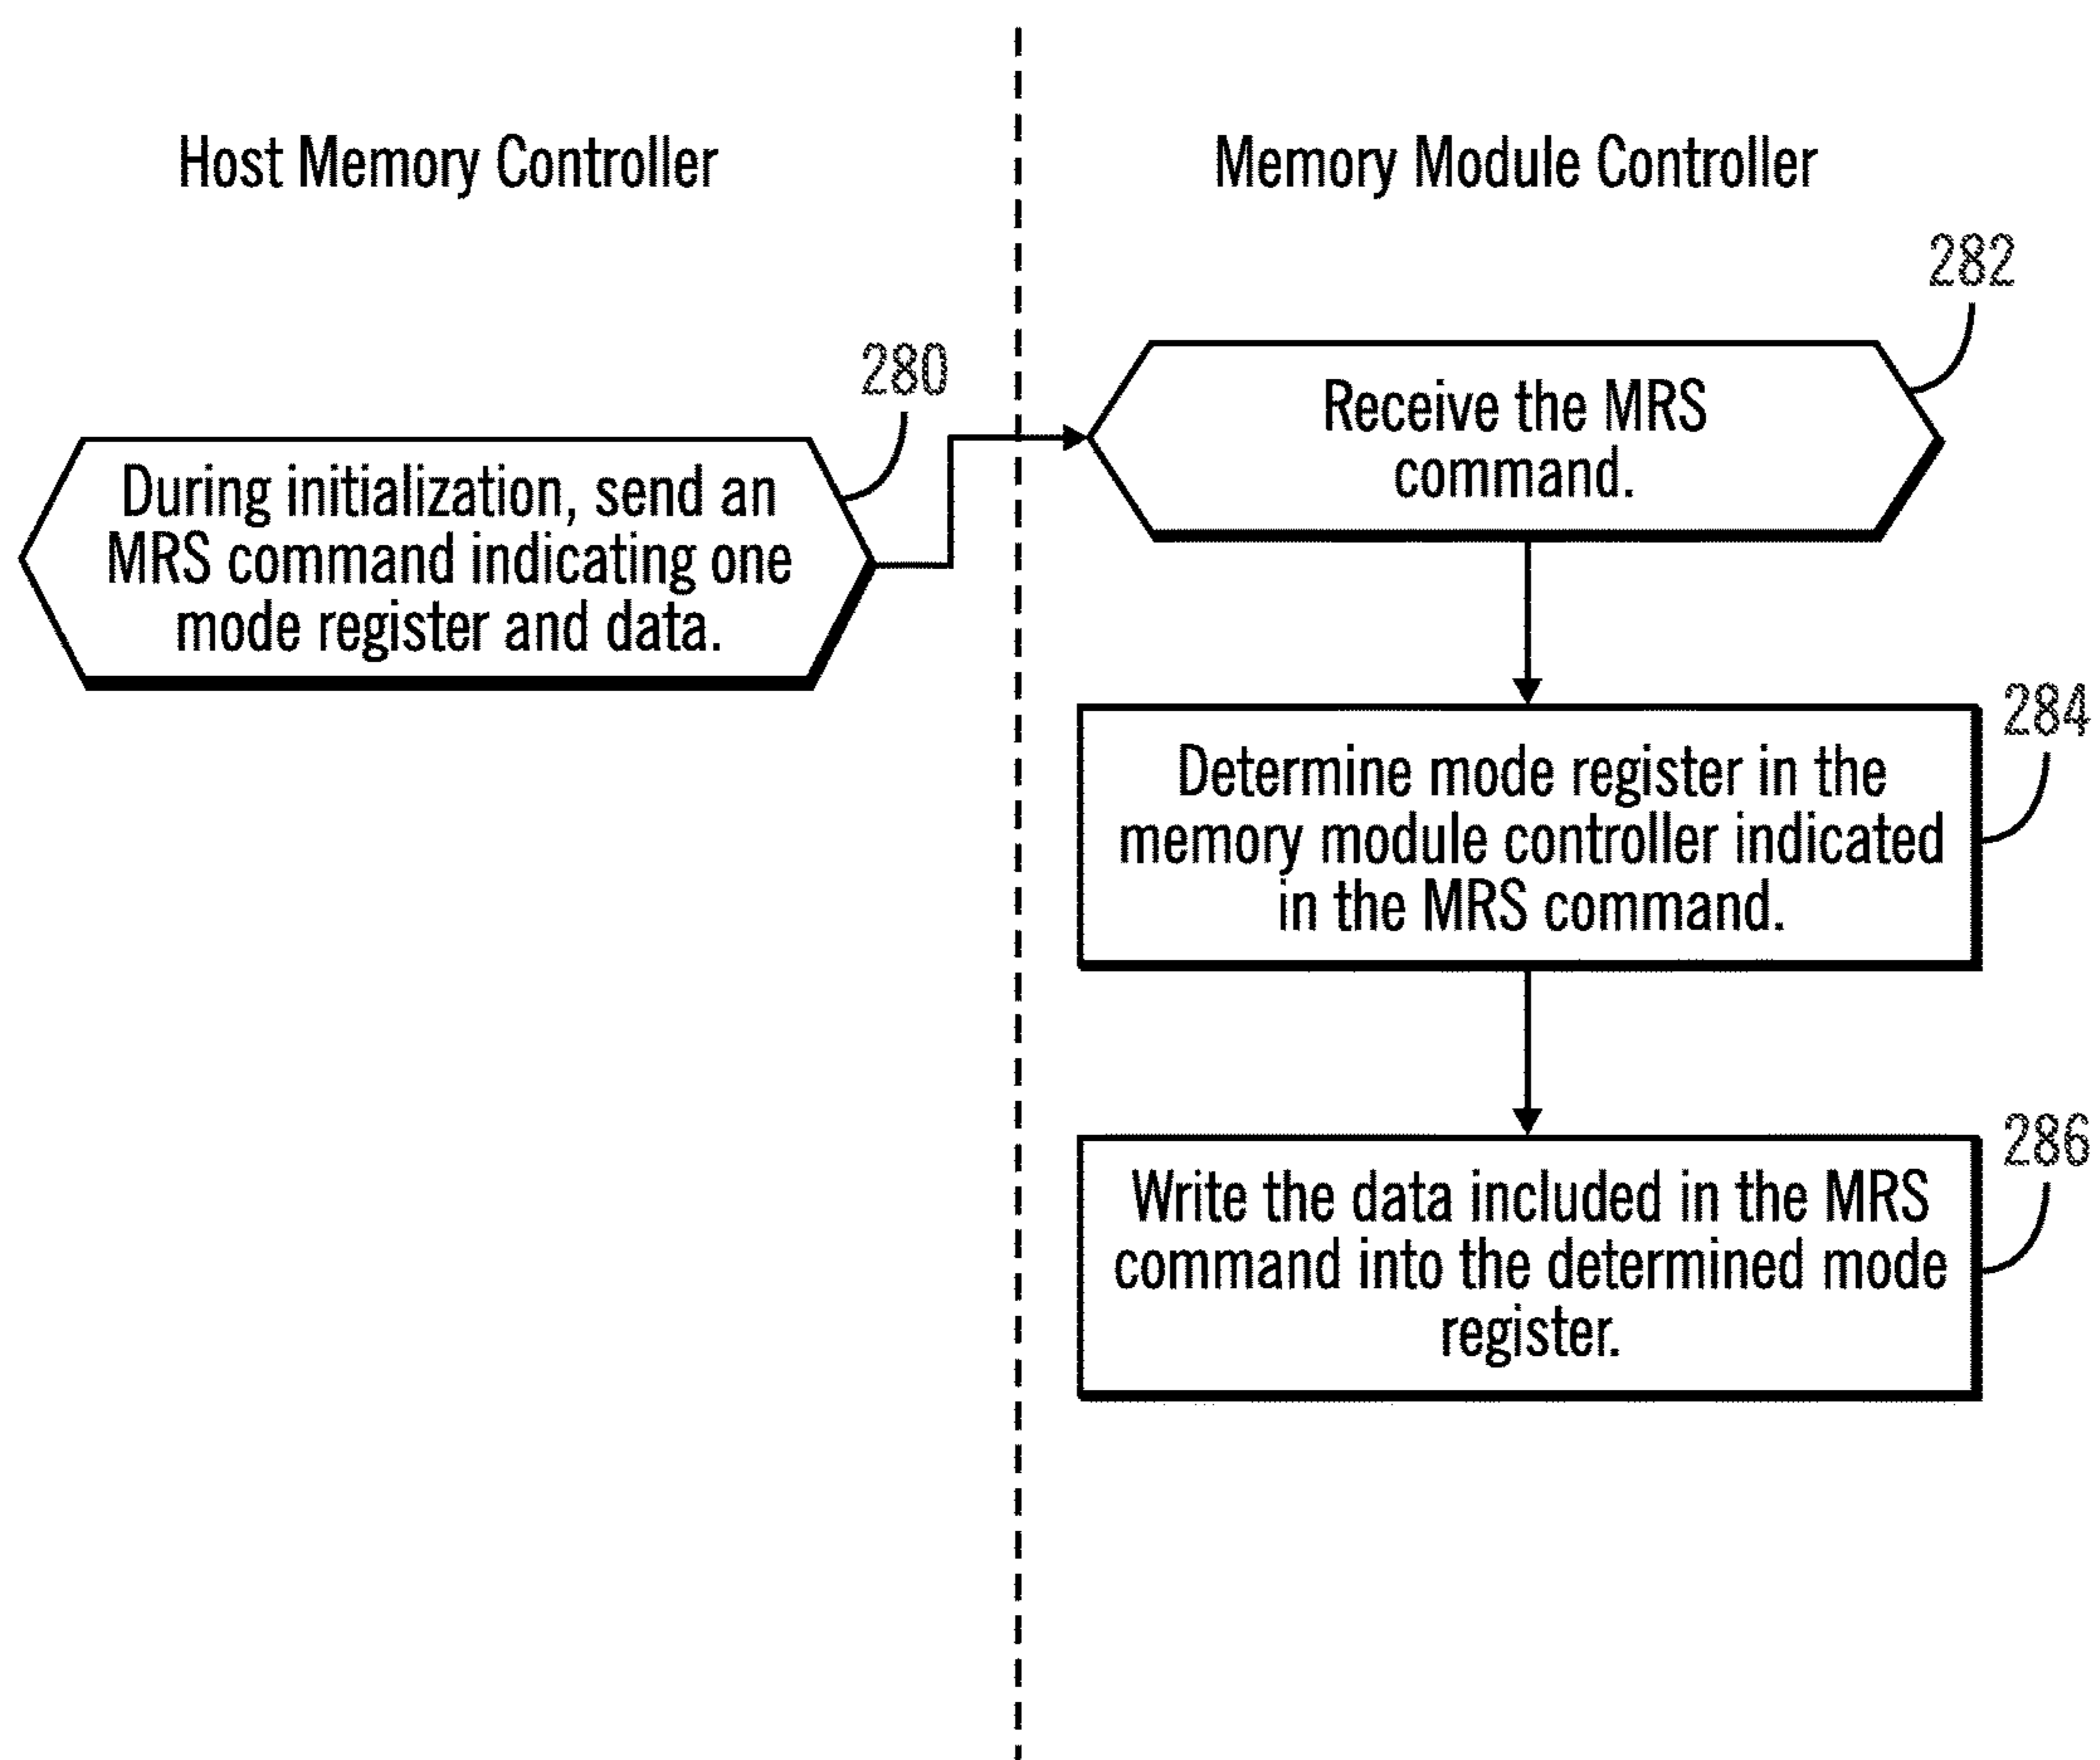 Host Memory Controller
Memory Module Controller
280
During initialization, send an
MRS command indicating one
mode register and data.
282
Receive the MRS
command.
284
Determine mode register in the
memory module controller indicated
in the MRS command.
286
Write the data included in the MRS
command into the determined mode
register.